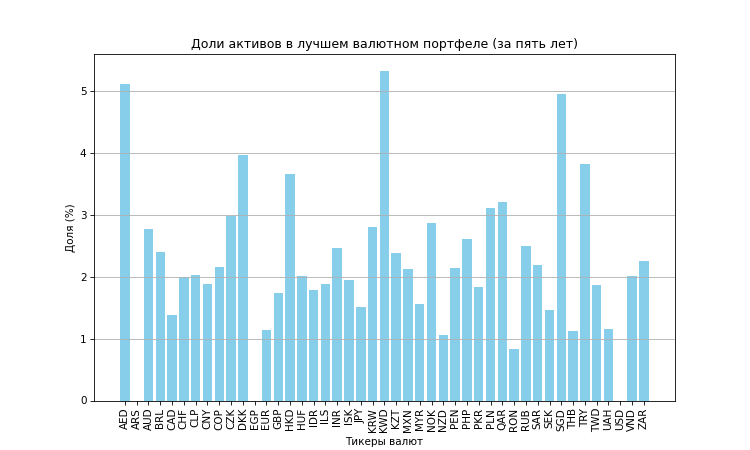 Доли активов в лучшем валютном портфеле (за пять лет)
Доля (%)
5
4
3
2
1
0
AED ARS AUD BRL CAD CHF CLP CNY COP CZK DKK EGP EUR GBP HKD HUF IDR ILS INR ISK JPY KRW KWD KZT MXN MYR NOK NZD PEN PHP PKR PLN QAR RON RUB SAR SEK SGD THB TRY TWD UAH USD VND ZAR
Тикеры валют